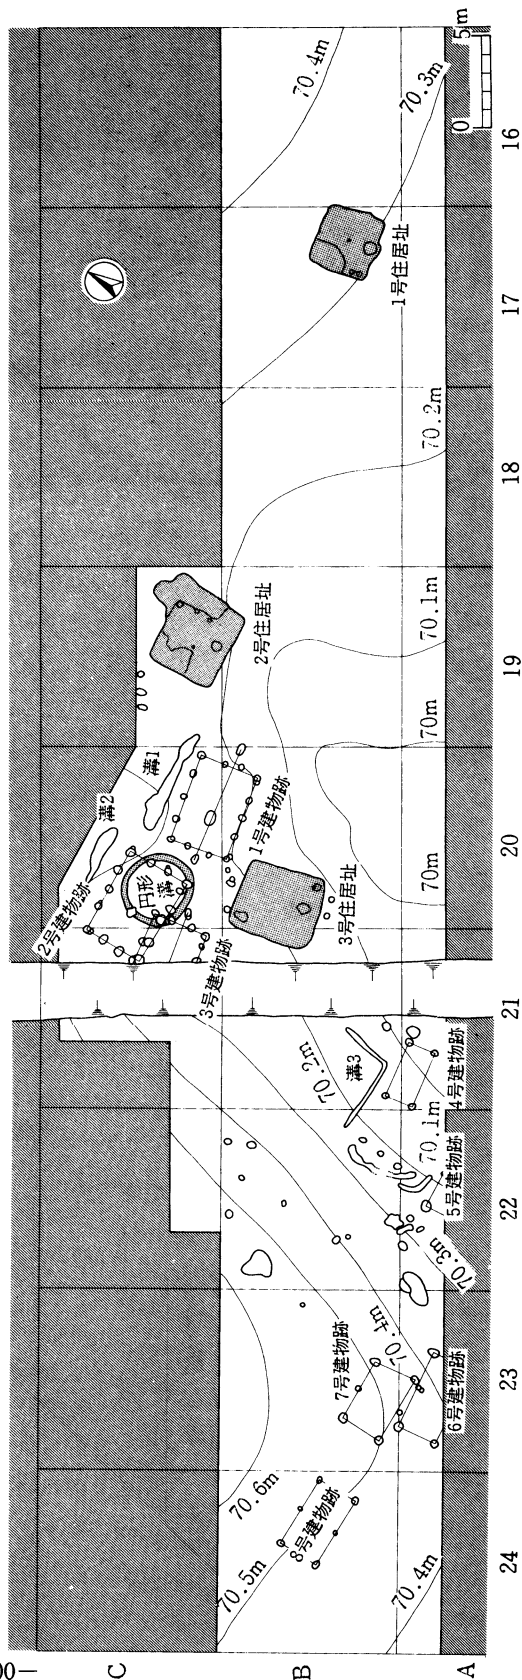 70.4m
70.3m
5m
0
16
1号住居址
17
70.2m
18
2号住居址
70.1m
19
70m
溝1
溝2
1号建物跡
20
円形
溝
2号建物跡
3号住居址
70m
3号建物跡
21
70.2m
溝3
4号建物跡
70.1m
5号建物跡
22
70.3m
7号建物跡
70.4m
6号建物跡
23
70.6m
8号建物跡
70.5m
70.4m
24
C
B
A